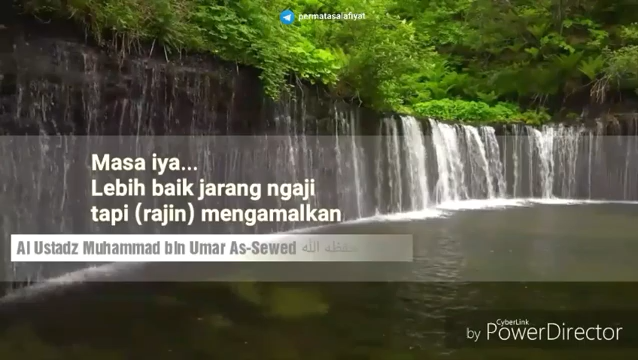 permatasalafiyat
Masa iya...
Lebih baik jarang ngaji
tapi (rajin) mengamalkan
Al Ustadz Muhammad bIn Umar As-Sewed حفظه الله
CyberLink
by PowerDirector